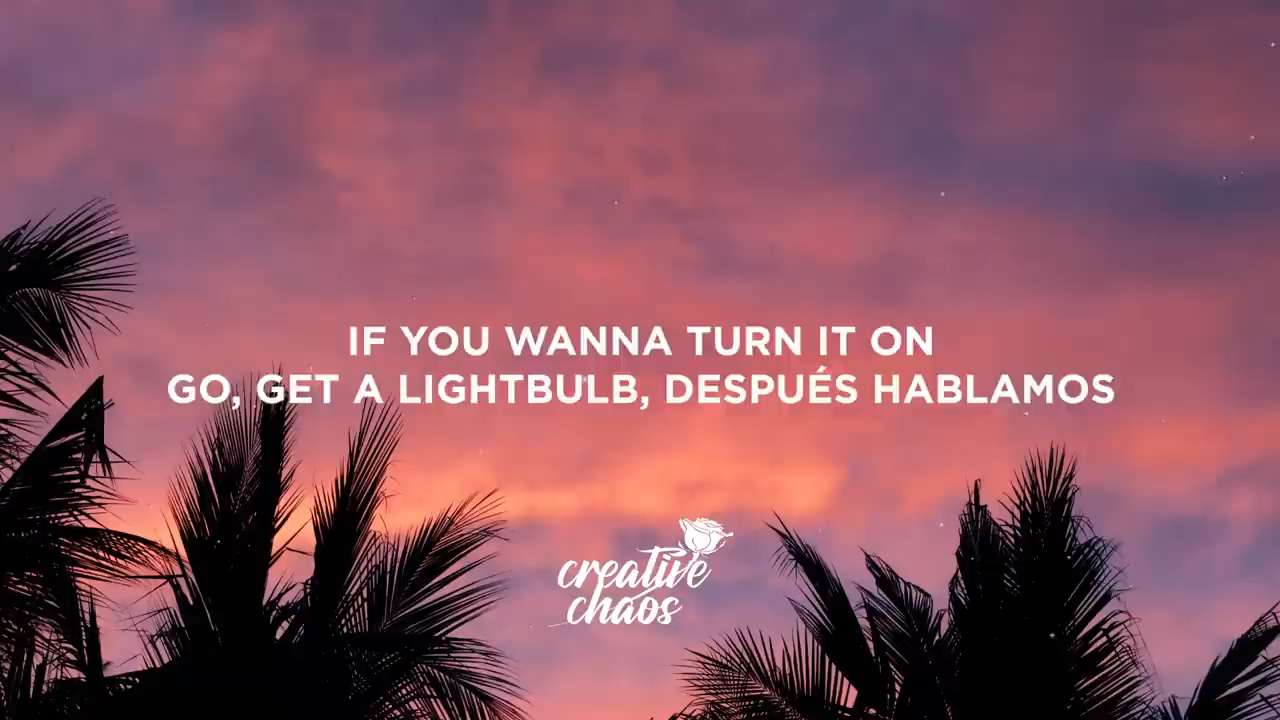 IF YOU WANNA TURN IT ON
GO, GET A LIGHTBULB, DESPUÉS HABLAMOS
creative
chaos